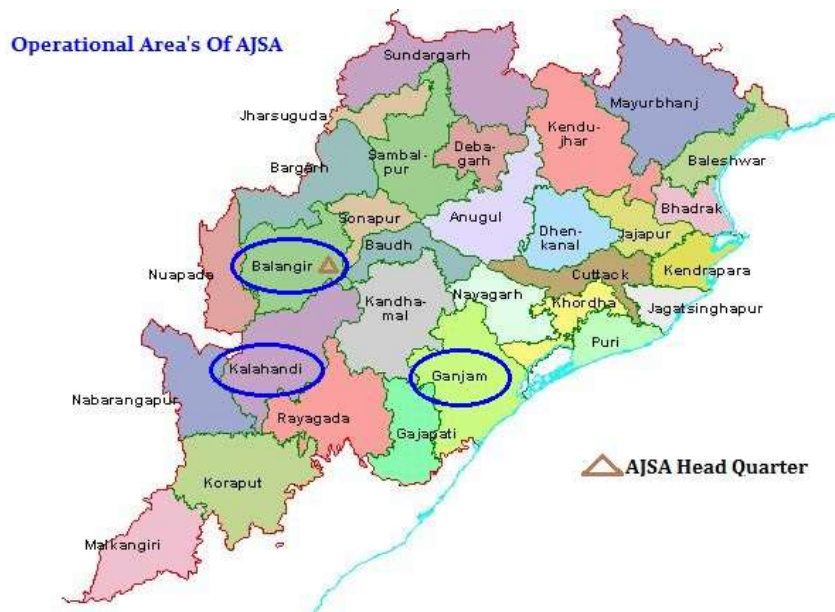 Operational Area's Of AJSA
Sundargarh
Mayurbhanj
Jharsuguda
Kendu-
jhar
Sambal-
pur
Deba-
garh
Baleshwar
Bargarh
Bhadrak
Sonapur
Anugul
Dhen-
kanal
Jajapur
Baudh
Nuapada
Balangir
Cuttack
Kendrapara
Kandha-
mal
Nayagarh
Khordha
Jagatsinghapur
Puri
Kalahandi
Ganjam
Nabarangapur
Rayagada
Gajapati
AJSA Head Quarter
Koraput
Malkangiri